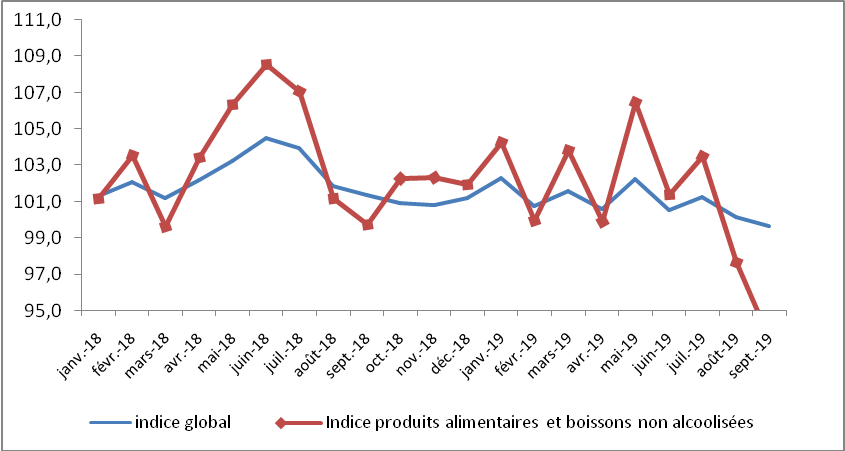 111,0
109,0
107,0
105,0
103,0
101,0
99,0
97,0
95,0
janv.-18
févr.-18
mars-18
avr.-18
mai-18
juin-18
juil.-18
août-18
sept.-18
oct.-18
nov.-18
déc.-18
janv.-19
févr.-19
mars-19
avr.-19
mai-19
juin-19
juil.-19
août-19
sept.-19
indice global
Indice produits alimentaires et boissons non alcoolisées